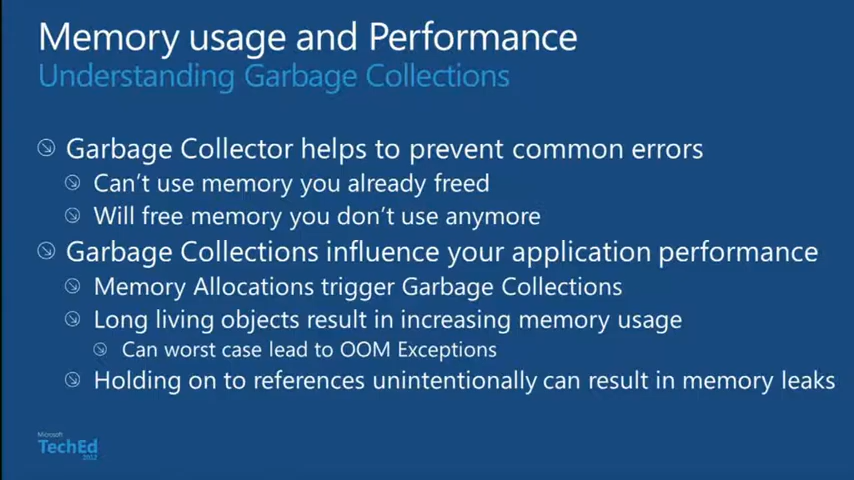 Memory usage and Performance
Understanding Garbage Collections
Garbage Collector helps to prevent common errors
Can't use memory you already freed
Will free memory you don't use anymore
Garbage Collections influence your application performance
Memory Allocations trigger Garbage Collections
Long living objects result in increasing memory usage
Can worst case lead to OOM Exceptions
Holding on to references unintentionally can result in memory leaks
Microsoft
TechEd
2012